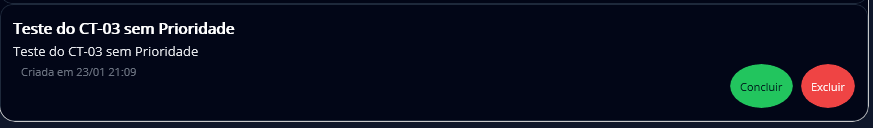 Teste do CT-03 sem Prioridade
Teste do CT-03 sem Prioridade
Criada em 23/01 21:09
Concluir
Excluir